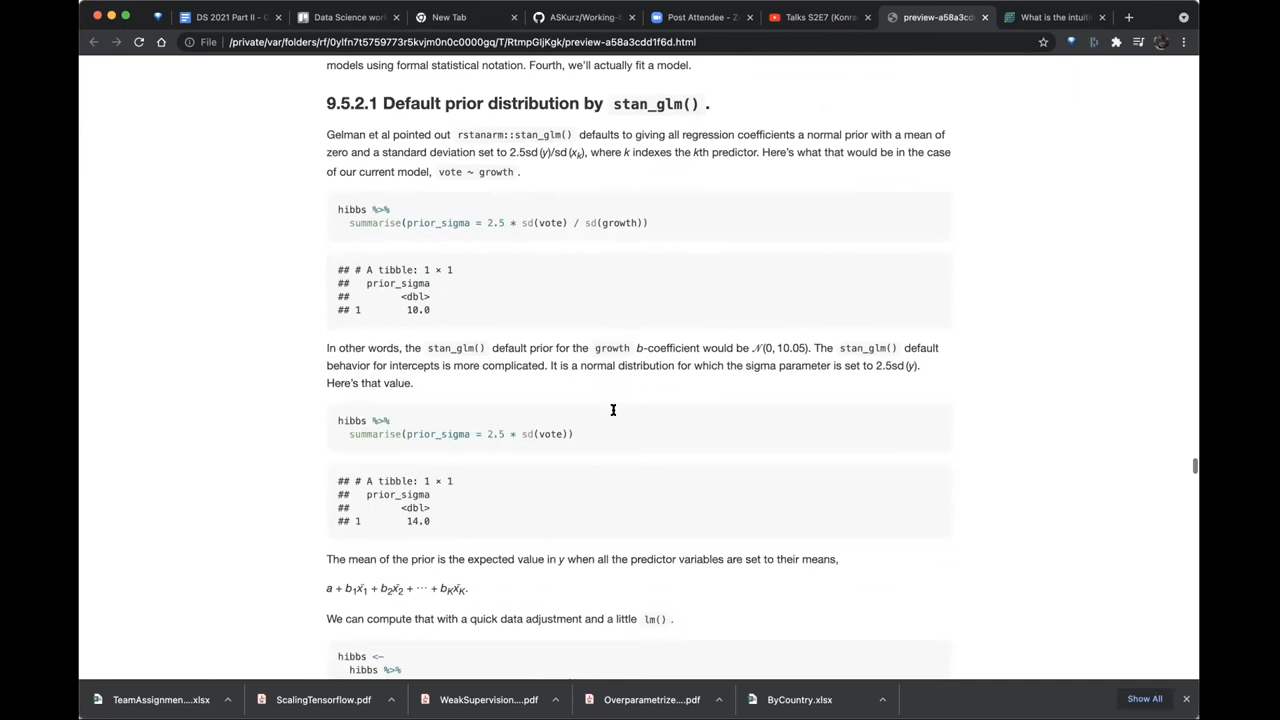 DS 2021 Part II - G
Data Science wor
New Tab
ASKurz/Working-
Post Attendee - Z
Talks S2E7 (Konra
preview-a58a3cdd
What is the intuiti
File
/private/var/folders/rf/0ylfn7t5759773r5kvjm0n0c0000gq/T/RtmpGIjKgk/preview-a58a3cdd1f6d.html
models using formal statistical notation. Fourth, we'll actually fit a model.
9.5.2.1 Default prior distribution by stan_glm() .
Gelman et al pointed out rstanarm::stan_glm() defaults to giving all regression coefficients a normal prior with a mean of
zero and a standard deviation set to 2.5sd(y)/sd(xₖ), where k indexes the kth predictor. Here's what that would be in the case
of our current model, vote ~ growth .
hibbs %>%
summarise(prior_sigma = 2.5 * sd(vote) / sd(growth))
## # A tibble: 1 × 1
## prior_sigma
## <dbl>
## 1 10.0
In other words, the stan_glm() default prior for the growth b-coefficient would be 𝒩(0, 10.05). The stan_glm() default
behavior for intercepts is more complicated. It is a normal distribution for which the sigma parameter is set to 2.5sd(y).
Here's that value.
hibbs %>%
summarise(prior_sigma = 2.5 * sd(vote))
## # A tibble: 1 × 1
## prior_sigma
## <dbl>
## 1 14.0
The mean of the prior is the expected value in y when all the predictor variables are set to their means,
a + b₁x̄₁ + b₂x̄₂ + ⋯ + b_K x̄_K.
We can compute that with a quick data adjustment and a little lm() .
hibbs <-
hibbs %>%
TeamAssignmen....xlsx
ScalingTensorflow.pdf
WeakSupervision....pdf
Overparametrize....pdf
ByCountry.xlsx
Show All